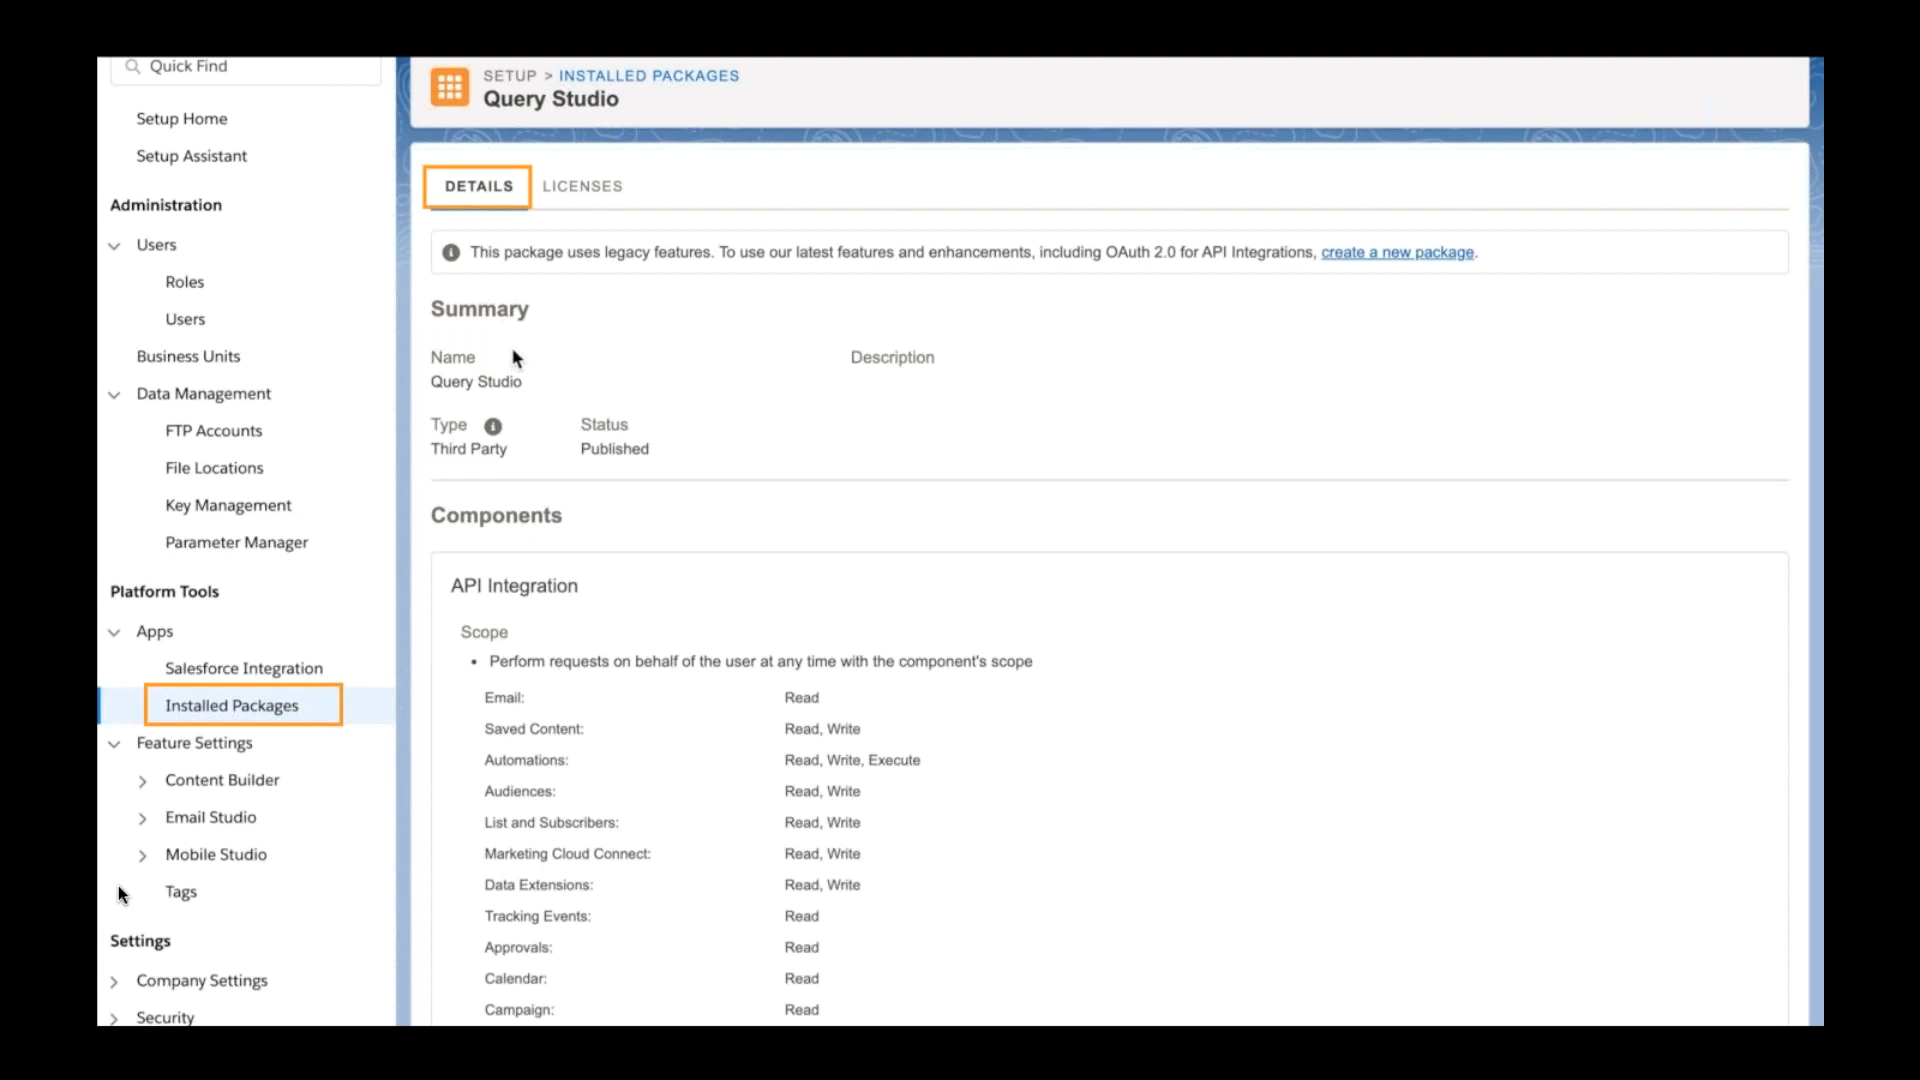 Quick Find
Setup Home
Setup Assistant
Administration
Users
Roles
Users
Business Units
Data Management
FTP Accounts
File Locations
Key Management
Parameter Manager
Platform Tools
Apps
Salesforce Integration
Installed Packages
Feature Settings
Content Builder
Email Studio
Mobile Studio
Tags
Settings
Company Settings
Security
SETUP > INSTALLED PACKAGES
Query Studio
DETAILS LICENSES
This package uses legacy features. To use our latest features and enhancements, including OAuth 2.0 for API Integrations, create a new package.
Summary
Name Description
Query Studio
Type Status
Third Party Published
Components
API Integration
Scope
• Perform requests on behalf of the user at any time with the component's scope
Email: Read
Saved Content: Read, Write
Automations: Read, Write, Execute
Audiences: Read, Write
List and Subscribers: Read, Write
Marketing Cloud Connect: Read, Write
Data Extensions: Read, Write
Tracking Events: Read
Approvals: Read
Calendar: Read
Campaign: Read